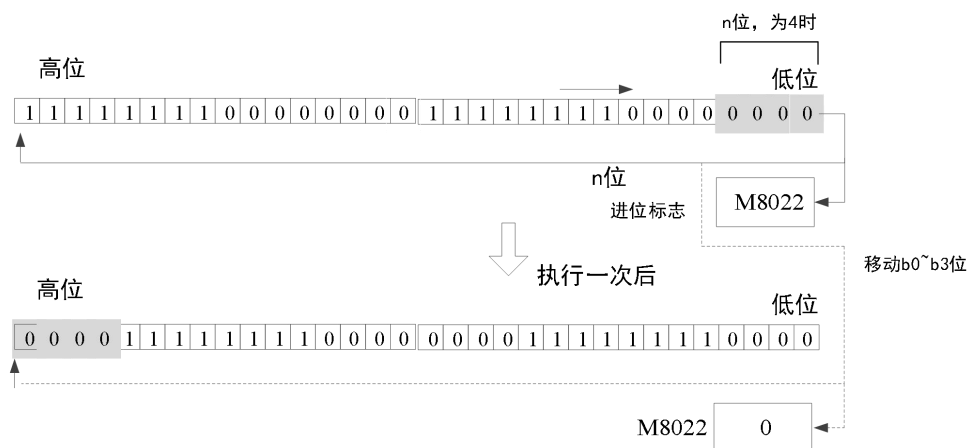 n位，为4时
高位
低位
1 1 1 1 1 1 1 1 0 0 0 0 0 0 0 0 1 1 1 1 1 1 1 1 0 0 0 0 0 0 0 0
n位
进位标志
M8022
移动b0~b3位
执行一次后
高位
低位
0 0 0 0 1 1 1 1 1 1 1 1 0 0 0 0 0 0 0 0 1 1 1 1 1 1 1 1 0 0 0 0
M8022 0